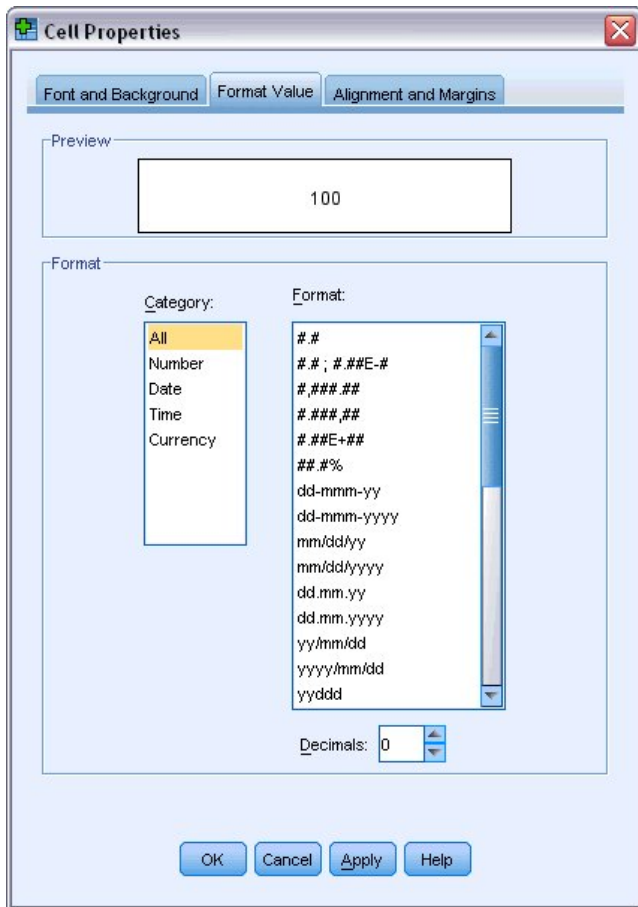 Cell Properties
Font and Background
Format Value
Alignment and Margins
Preview
100
Format
Category:
All
Number
Date
Time
Currency
Format:
#.#
#.# ; #.##E-#
#,###.##
#.###,##
#.##E+##
##.#%
dd-mmm-yy
dd-mmm-yyyy
mm/dd/yy
mm/dd/yyyy
dd.mm.yy
dd.mm.yyyy
yy/mm/dd
yyyy/mm/dd
yyddd
Decimals: 0
OK
Cancel
Apply
Help